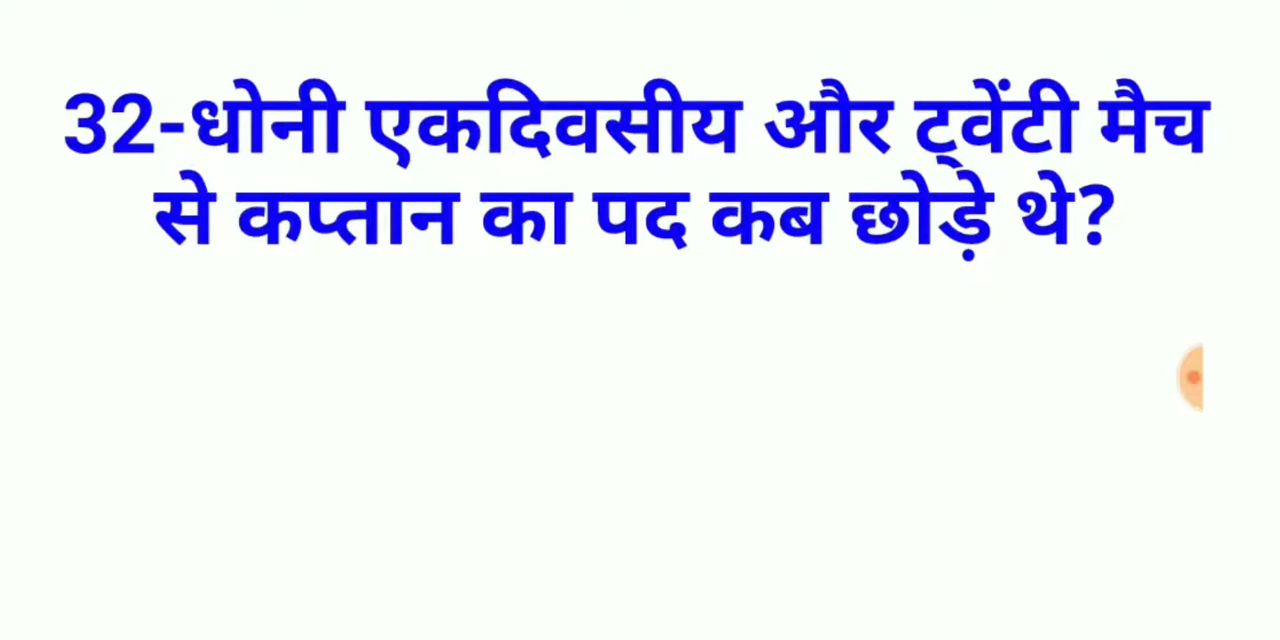 32-धोनी एकदिवसीय और ट्वेंटी मैच
से कप्तान का पद कब छोड़े थे?